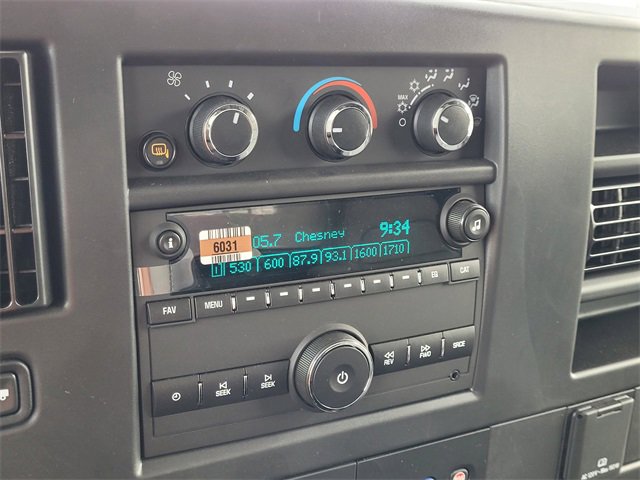 MAX
05.7 Chesney 9:34
6031
1 530 600 87.9 93.1 1600 1710
FAV MENU EQ CAT
SEEK SEEK REV FWD SRCE